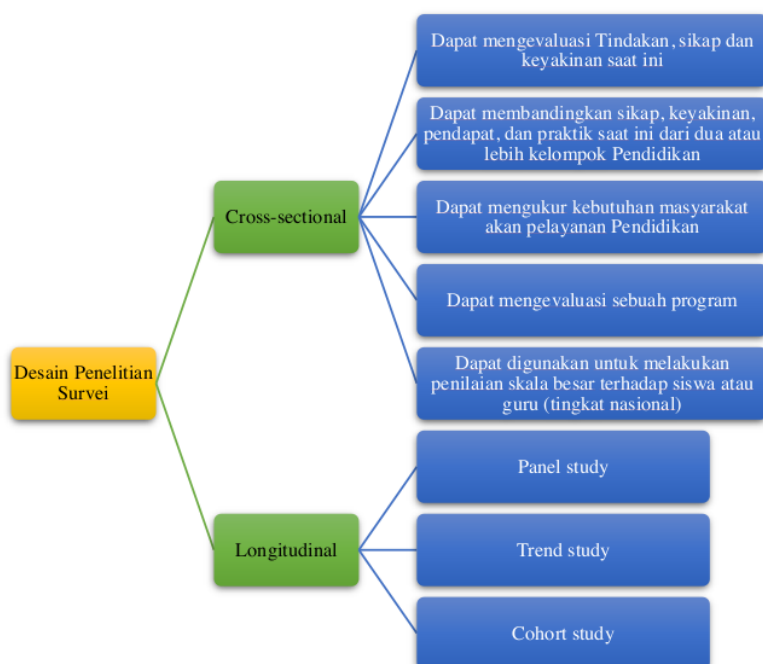 Desain Penelitian
Survei
Cross-sectional
Dapat mengevaluasi Tindakan, sikap dan
keyakinan saat ini
Dapat membandingkan sikap, keyakinan,
pendapat, dan praktik saat ini dari dua atau
lebih kelompok Pendidikan
Dapat mengukur kebutuhan masyarakat
akan pelayanan Pendidikan
Dapat mengevaluasi sebuah program
Dapat digunakan untuk melakukan
penilaian skala besar terhadap siswa atau
guru (tingkat nasional)
Longitudinal
Panel study
Trend study
Cohort study